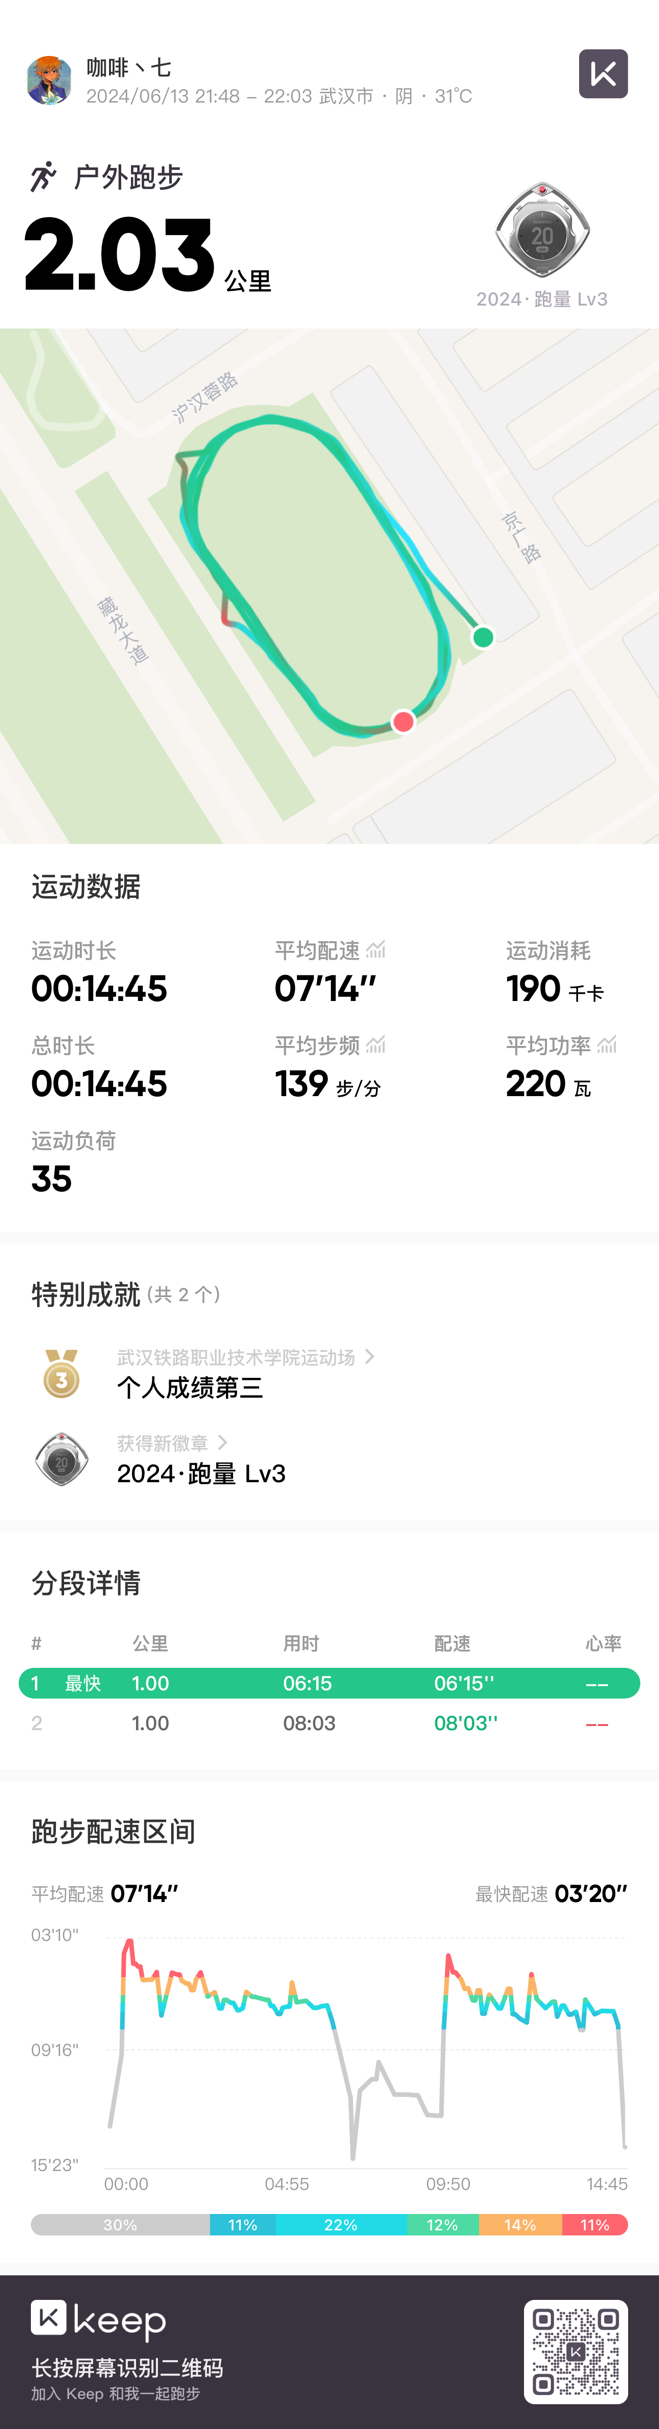 咖啡丶七
2024/06/13 21:48 – 22:03 武汉市 · 阴 · 31℃
户外跑步
2.03 公里
20
2024·跑量 Lv3
沪汉蓉路
京广路
藏龙大道
运动数据
运动时长 平均配速 运动消耗
00:14:45 07'14'' 190 千卡
总时长 平均步频 平均功率
00:14:45 139 步/分 220 瓦
运动负荷
35
特别成就 (共 2 个)
武汉铁路职业技术学院运动场
3
个人成绩第三
获得新徽章
20
2024·跑量 Lv3
分段详情
# 公里 用时 配速 心率
1 最快 1.00 06:15 06'15'' --
2 1.00 08:03 08'03'' --
跑步配速区间
平均配速 07'14'' 最快配速 03'20''
03'10"
09'16"
15'23"
00:00 04:55 09:50 14:45
30% 11% 22% 12% 14% 11%
keep
长按屏幕识别二维码
加入 Keep 和我一起跑步